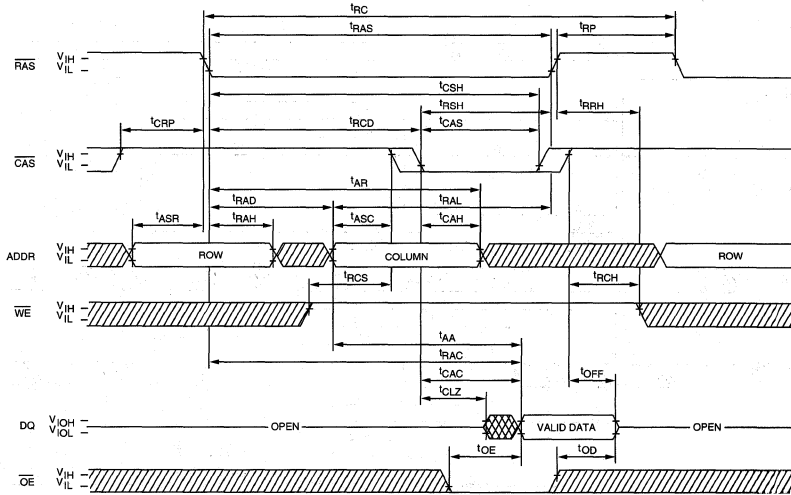 tRC
tRAS
tRP
RAS
VIH
VIL
tCSH
tRSH
tRRH
tCRP
tRCD
tCAS
CAS
VIH
VIL
tAR
tRAD
tRAL
tASR
tRAH
tASC
tCAH
ADDR
VIH
VIL
ROW
COLUMN
ROW
tRCS
tRCH
WE
VIH
VIL
tAA
tRAC
tCAC
tOFF
tCLZ
DQ
VIOH
VIOL
OPEN
VALID DATA
OPEN
tOE
tOD
OE
VIH
VIL